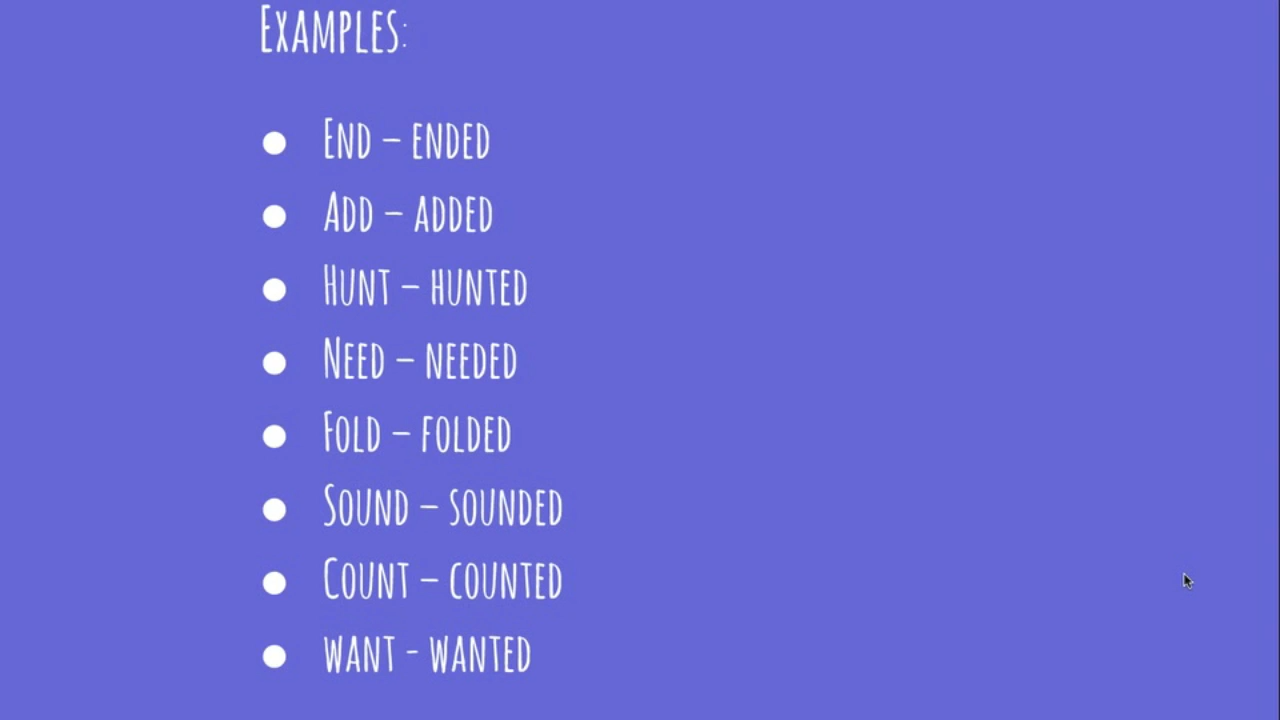 Examples:
● End – ended
● Add – added
● Hunt – hunted
● Need – needed
● Fold – folded
● Sound – sounded
● Count – counted
● want - wanted